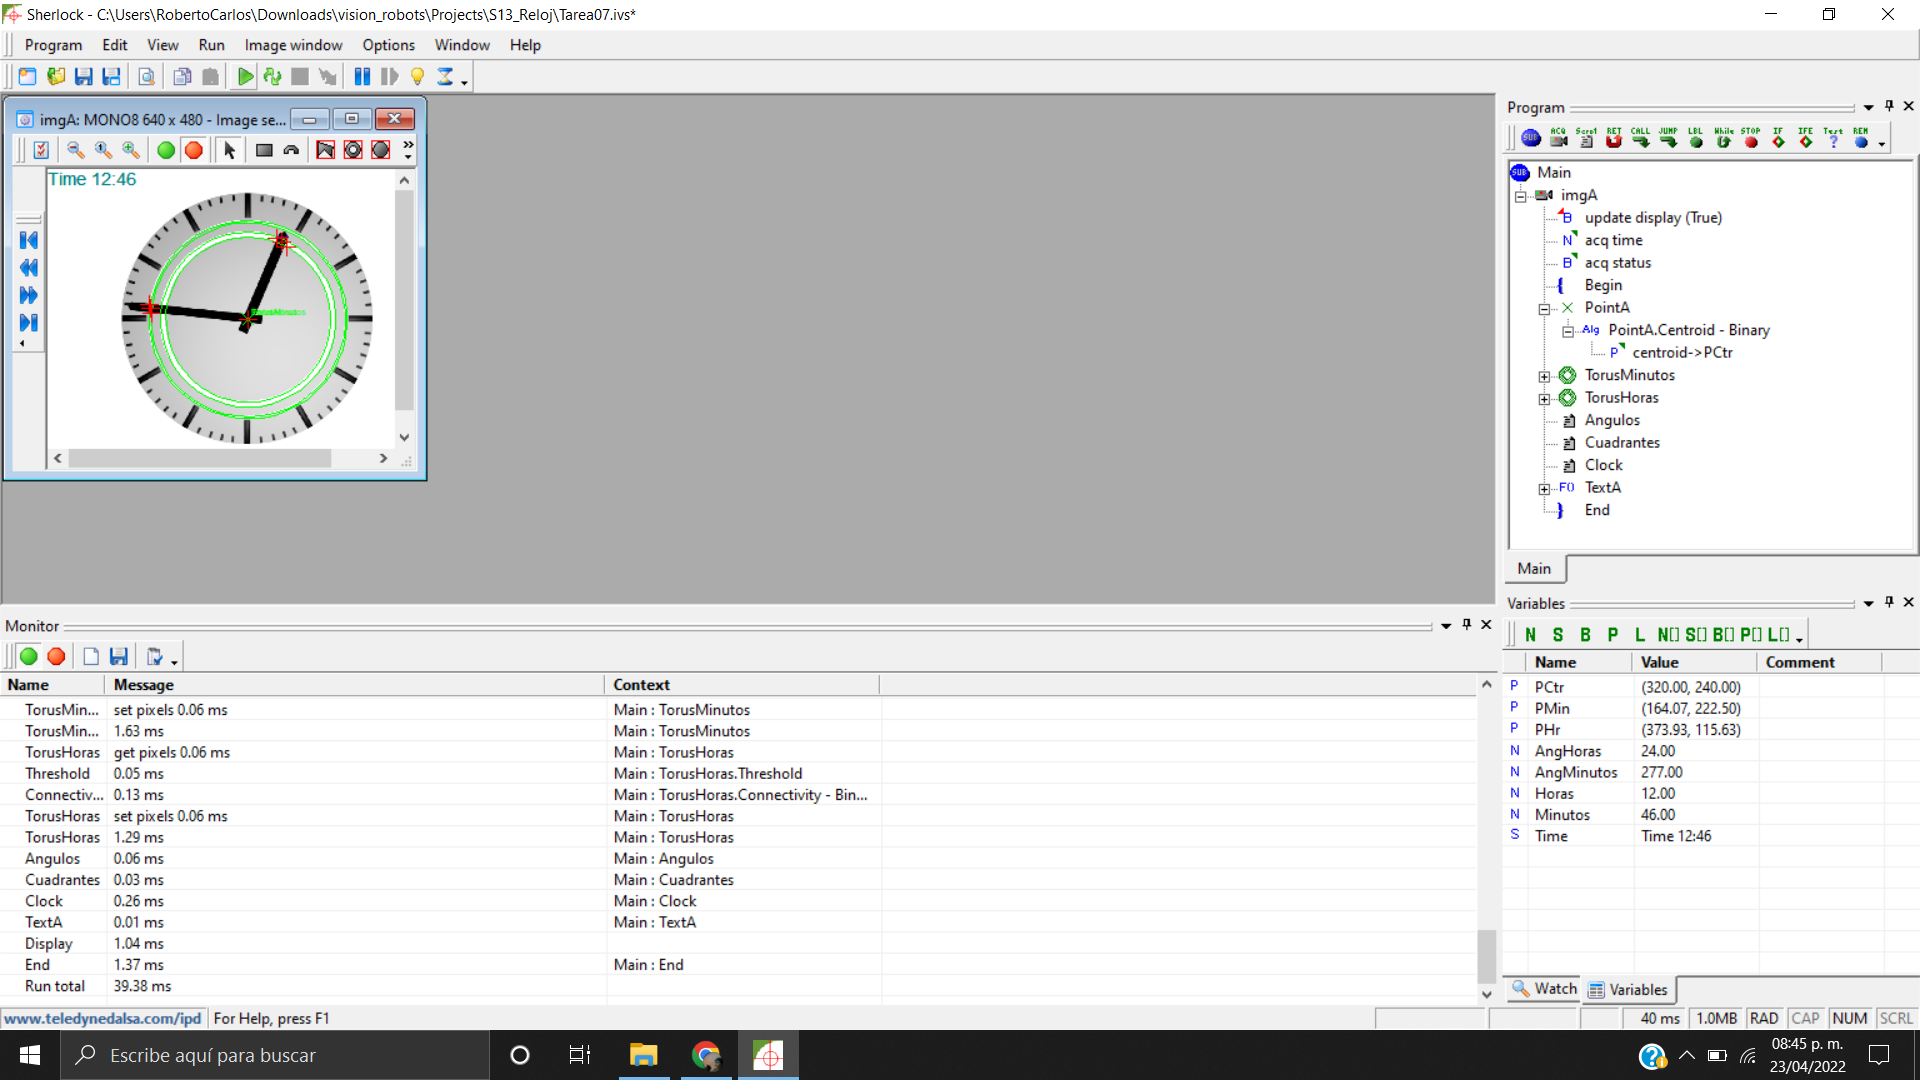 Sherlock - C:\Users\RobertoCarlos\Downloads\vision_robots\Projects\S13_Reloj\Tarea07.ivs*
Program Edit View Run Image window Options Window Help
imgA: MONO8 640 x 480 - Image se...
Time 12:46
Program
SUB ACQ Script RET CALL JUMP LBL While STOP IF IFE Test REM
SUB Main
imgA
B update display (True)
N acq time
B acq status
{ Begin
PointA
Alg PointA.Centroid - Binary
P centroid->PCtr
TorusMinutos
TorusHoras
Angulos
Cuadrantes
Clock
F() TextA
} End
Main
Variables
N S B P L N[] S[] B[] P[] L[]
Name Value Comment
P PCtr (320.00, 240.00)
P PMin (164.07, 222.50)
P PHr (373.93, 115.63)
N AngHoras 24.00
N AngMinutos 277.00
N Horas 12.00
N Minutos 46.00
S Time Time 12:46
Watch Variables
Monitor
Name Message Context
TorusMin... set pixels 0.06 ms Main : TorusMinutos
TorusMin... 1.63 ms Main : TorusMinutos
TorusHoras get pixels 0.06 ms Main : TorusHoras
Threshold 0.05 ms Main : TorusHoras.Threshold
Connectiv... 0.13 ms Main : TorusHoras.Connectivity - Bin...
TorusHoras set pixels 0.06 ms Main : TorusHoras
TorusHoras 1.29 ms Main : TorusHoras
Angulos 0.06 ms Main : Angulos
Cuadrantes 0.03 ms Main : Cuadrantes
Clock 0.26 ms Main : Clock
TextA 0.01 ms Main : TextA
Display 1.04 ms
End 1.37 ms Main : End
Run total 39.38 ms
www.teledynedalsa.com/ipd For Help, press F1
40 ms 1.0MB RAD CAP NUM SCRL
Escribe aquí para buscar
08:45 p. m.
23/04/2022